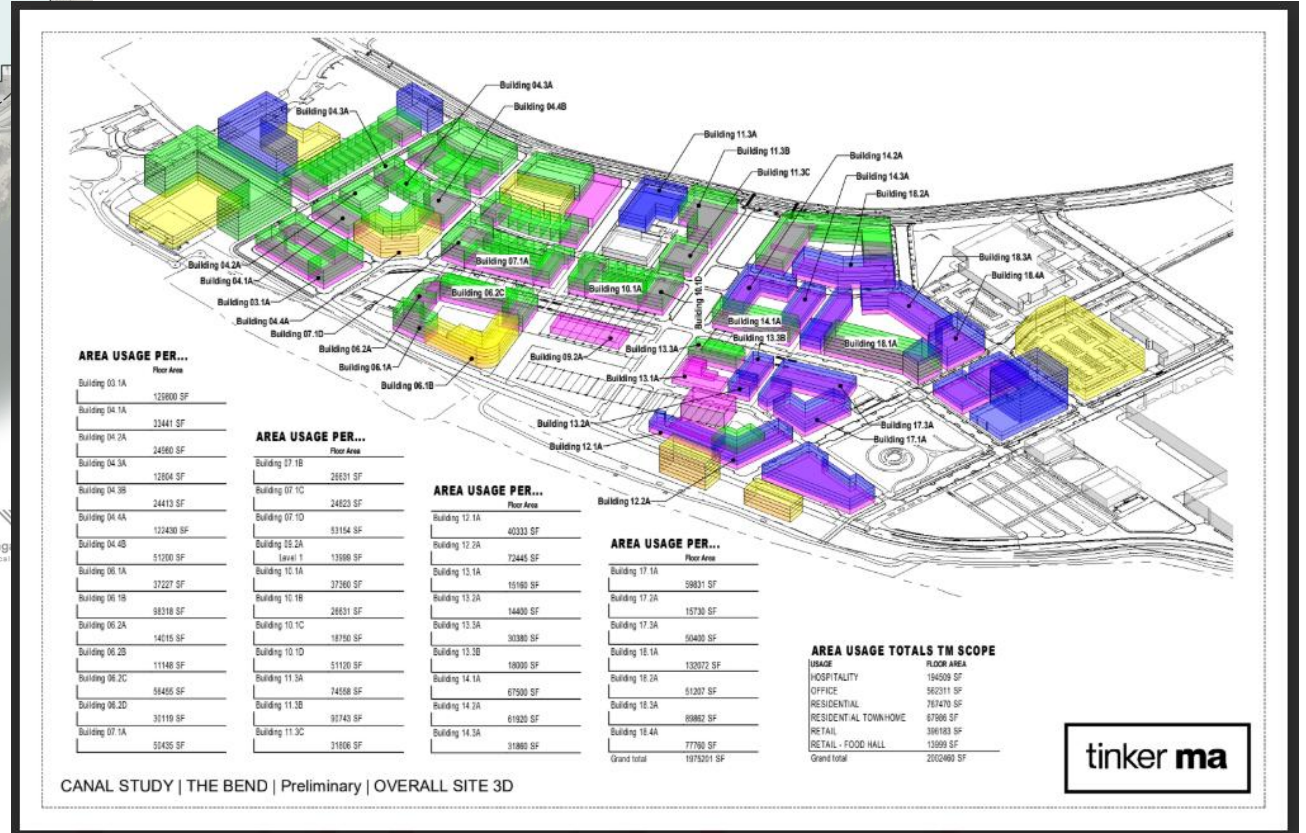 Building 04.3A
Building 04.3A
Building 04.4B
Building 11.3A
Building 11.3B
Building 11.3C
Building 14.2A
Building 14.3A
Building 18.2A
Building 18.3A
Building 18.4A
Building 04.2A
Building 04.1A
Building 03.1A
Building 04.4A
Building 07.1D
Building 06.2A
Building 06.1A
Building 06.1B
Building 07.1A
Building 06.2C
Building 10.1A
Building 10.1D
Building 09.2A
Building 14.1A
Building 13.3B
Building 13.3A
Building 18.1A
Building 13.1A
Building 13.2A
Building 12.1A
Building 12.2A
Building 17.3A
Building 17.1A
AREA USAGE PER...
Floor Area
Building 03.1A
129800 SF
Building 04.1A
33441 SF
Building 04.2A
24960 SF
Building 04.3A
12804 SF
Building 04.3B
24413 SF
Building 04.4A
122430 SF
Building 04.4B
51200 SF
Building 06.1A
37227 SF
Building 06.1B
98318 SF
Building 06.2A
14015 SF
Building 06.2B
11148 SF
Building 06.2C
56455 SF
Building 06.2D
30119 SF
Building 07.1A
50435 SF
AREA USAGE PER...
Floor Area
Building 07.1B
26631 SF
Building 07.1C
24823 SF
Building 07.1D
53154 SF
Building 09.2A
Level 1 13999 SF
Building 10.1A
37360 SF
Building 10.1B
26631 SF
Building 10.1C
18750 SF
Building 10.1D
51120 SF
Building 11.3A
74558 SF
Building 11.3B
90743 SF
Building 11.3C
31806 SF
AREA USAGE PER...
Floor Area
Building 12.1A
40333 SF
Building 12.2A
72445 SF
Building 13.1A
15160 SF
Building 13.2A
14400 SF
Building 13.3A
30380 SF
Building 13.3B
18000 SF
Building 14.1A
67500 SF
Building 14.2A
61920 SF
Building 14.3A
31860 SF
AREA USAGE PER...
Floor Area
Building 17.1A
59831 SF
Building 17.2A
15730 SF
Building 17.3A
50400 SF
Building 18.1A
132072 SF
Building 18.2A
51207 SF
Building 18.3A
89862 SF
Building 18.4A
77760 SF
Grand total 1975201 SF
AREA USAGE TOTALS TM SCOPE
USAGE FLOOR AREA
HOSPITALITY 194509 SF
OFFICE 562311 SF
RESIDENTIAL 767470 SF
RESIDENTIAL TOWNHOME 67986 SF
RETAIL 396183 SF
RETAIL - FOOD HALL 13999 SF
Grand total 2002460 SF
tinker ma
CANAL STUDY | THE BEND | Preliminary | OVERALL SITE 3D